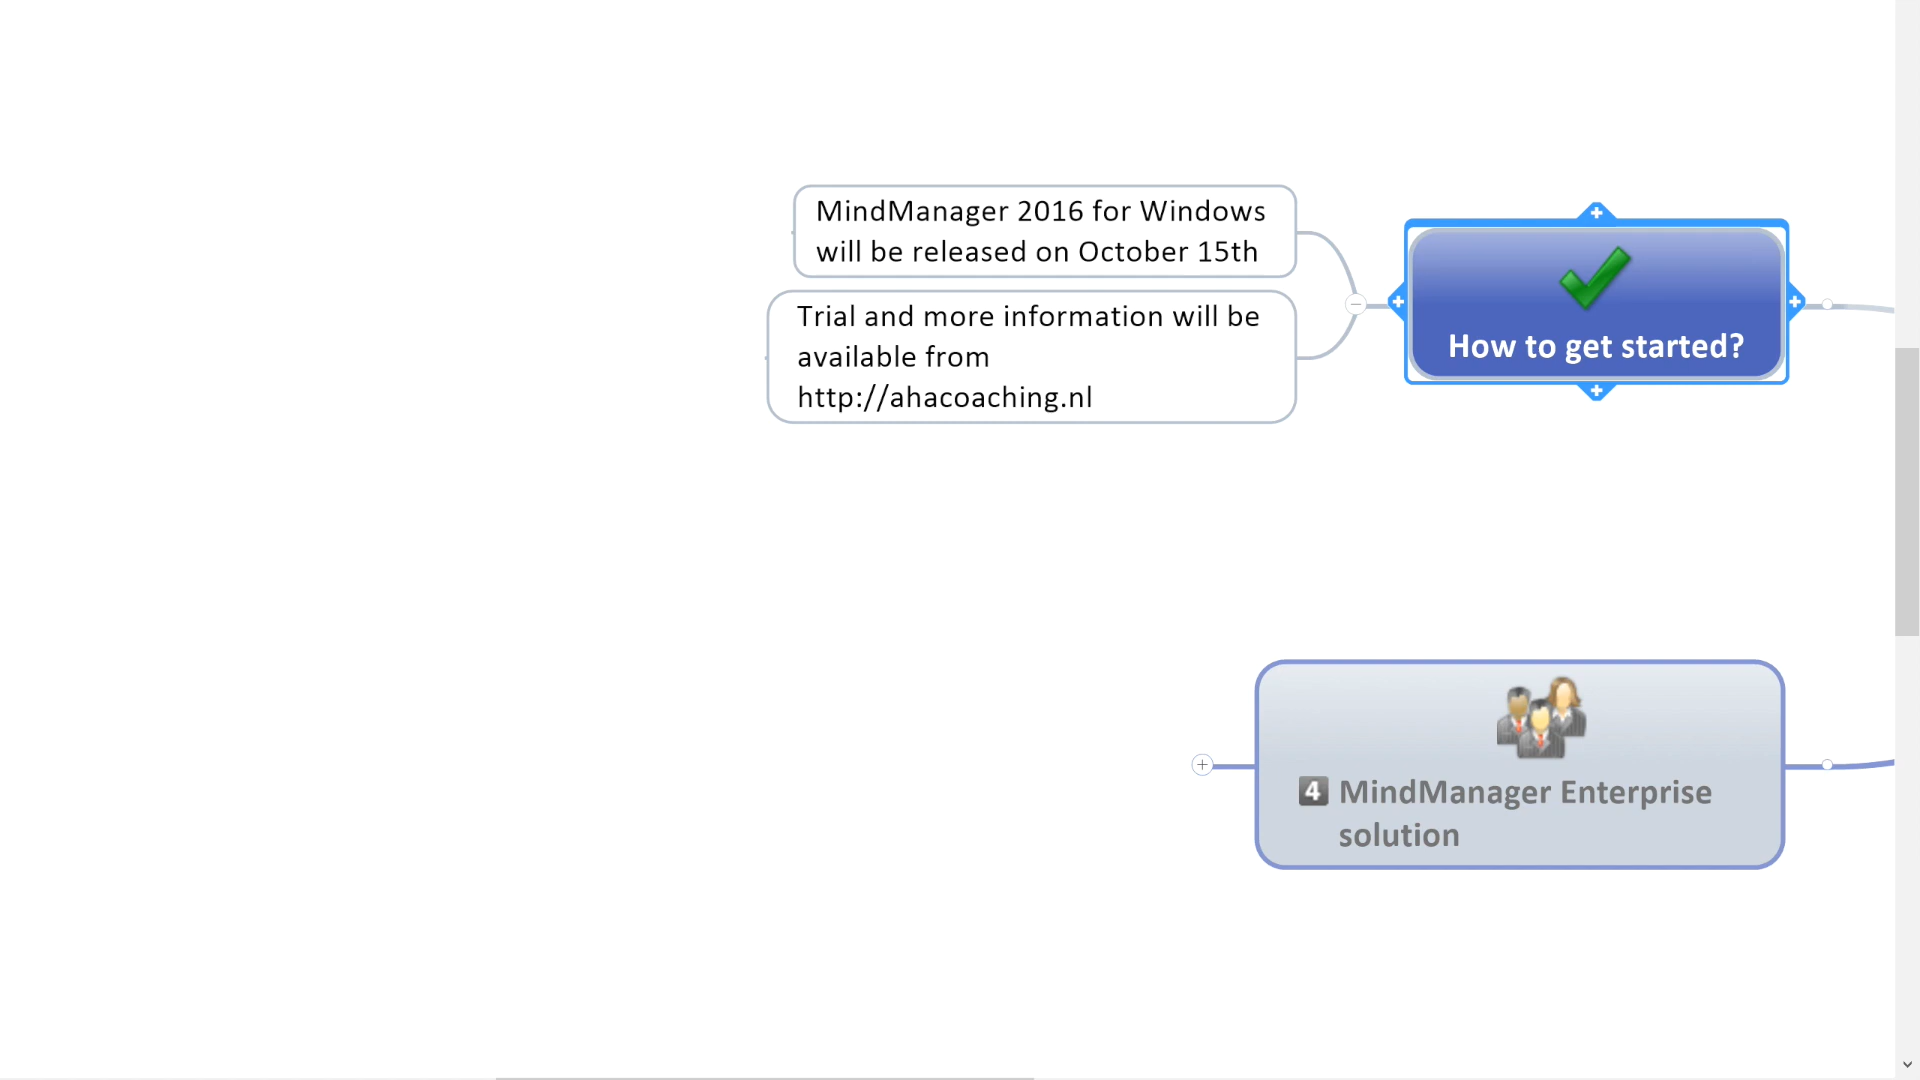 MindManager 2016 for Windows
will be released on October 15th
Trial and more information will be
available from
http://ahacoaching.nl
How to get started?
4 MindManager Enterprise
solution